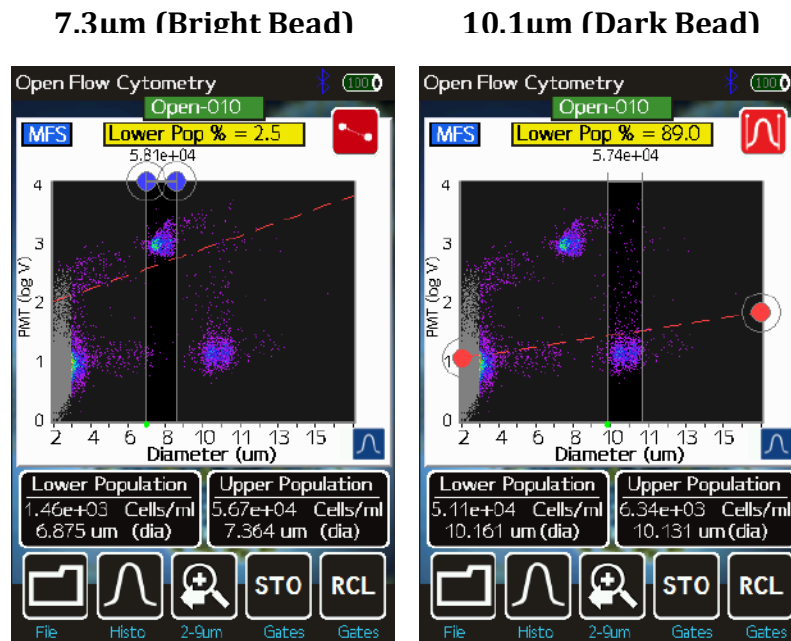 7.3um (Bright Bead)
Open Flow Cytometry 100
Open-010
MFS Lower Pop % = 2.5
5.81e+04
4
3
2
1
0
PMT (log V)
2 4 6 8 10 11 13 15
Diameter (um)
Lower Population
1.46e+03 Cells/ml
6.875 um (dia)
Upper Population
5.67e+04 Cells/ml
7.364 um (dia)
STO RCL
File Histo 2-9um Gates Gates
10.1um (Dark Bead)
Open Flow Cytometry 100
Open-010
MFS Lower Pop % = 89.0
5.74e+04
4
3
2
1
0
PMT (log V)
2 4 6 8 10 11 13 15
Diameter (um)
Lower Population
5.11e+04 Cells/ml
10.161 um (dia)
Upper Population
6.34e+03 Cells/ml
10.131 um (dia)
STO RCL
File Histo 2-9um Gates Gates